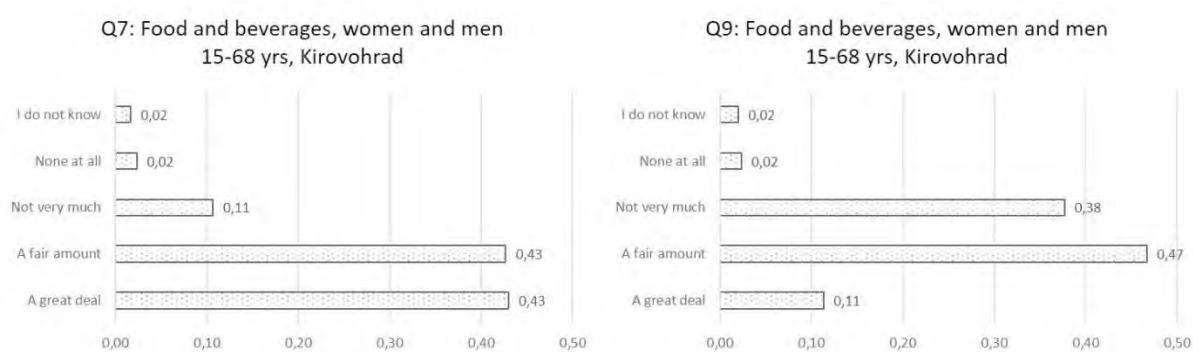 Q7: Food and beverages, women and men
15-68 yrs, Kirovohrad
I do not know
0,02
None at all
0,02
Not very much
0,11
A fair amount
0,43
A great deal
0,43
0,00 0,10 0,20 0,30 0,40 0,50
Q9: Food and beverages, women and men
15-68 yrs, Kirovohrad
I do not know
0,02
None at all
0,02
Not very much
0,38
A fair amount
0,47
A great deal
0,11
0,00 0,10 0,20 0,30 0,40 0,50